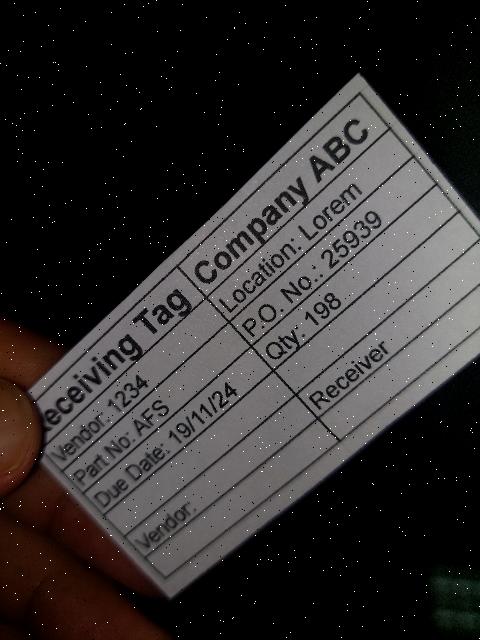 Receiving Tag Company ABC
Vendor: 1234 Location: Lorem
Part No: AFS P.O. No.: 25939
Due Date: 19/11/24 Qty: 198
Vendor: Receiver